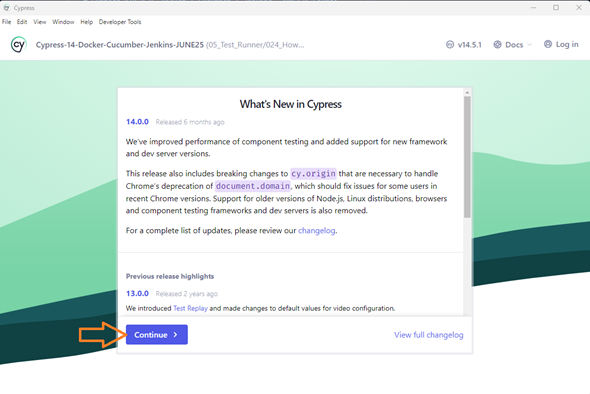 Cypress
File Edit View Window Help Developer Tools
cy Cypress-14-Docker-Cucumber-Jenkins-JUNE25 (05_Test_Runner/024_How... v14.5.1 Docs Log in
What's New in Cypress
14.0.0 Released 6 months ago
We've improved performance of component testing and added support for new framework
and dev server versions.
This release also includes breaking changes to cy.origin that are necessary to handle
Chrome's deprecation of document.domain, which should fix issues for some users in
recent Chrome versions. Support for older versions of Node.js, Linux distributions, browsers
and component testing frameworks and dev servers is also removed.
For a complete list of updates, please review our changelog.
Previous release highlights
13.0.0 Released 2 years ago
We introduced Test Replay and made changes to default values for video configuration.
Continue View full changelog